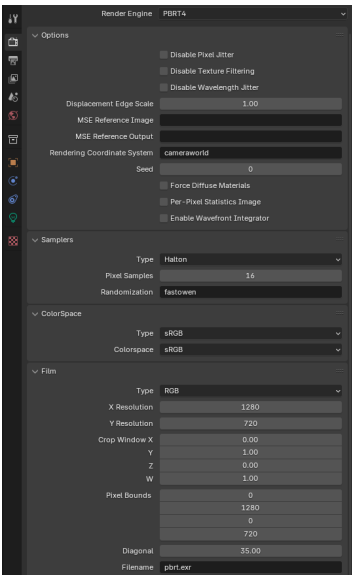 Render Engine PBRT4
Options
Disable Pixel Jitter
Disable Texture Filtering
Disable Wavelength Jitter
Displacement Edge Scale 1.00
MSE Reference Image
MSE Reference Output
Rendering Coordinate System cameraworld
Seed 0
Force Diffuse Materials
Per-Pixel Statistics Image
Enable Wavefront Integrator
Samplers
Type Halton
Pixel Samples 16
Randomization fastowen
ColorSpace
Type sRGB
Colorspace sRGB
Film
Type RGB
X Resolution 1280
Y Resolution 720
Crop Window X 0.00
Y 1.00
Z 0.00
W 1.00
Pixel Bounds 0
1280
0
720
Diagonal 35.00
Filename pbrt.exr